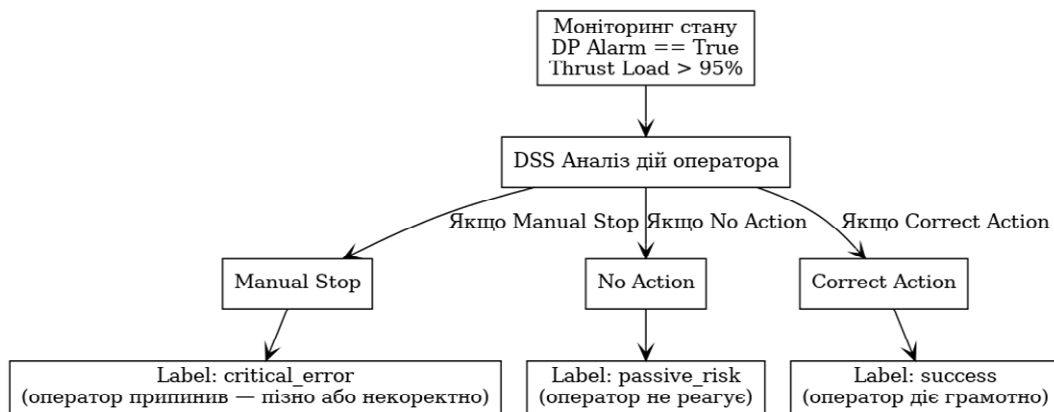 Моніторинг стану
DP Alarm == True
Thrust Load > 95%
DSS Аналіз дій оператора
Якщо Manual Stop
Якщо No Action
Якщо Correct Action
Manual Stop
No Action
Correct Action
Label: critical_error
(оператор припинив — пізно або некоректно)
Label: passive_risk
(оператор не реагує)
Label: success
(оператор діє грамотно)